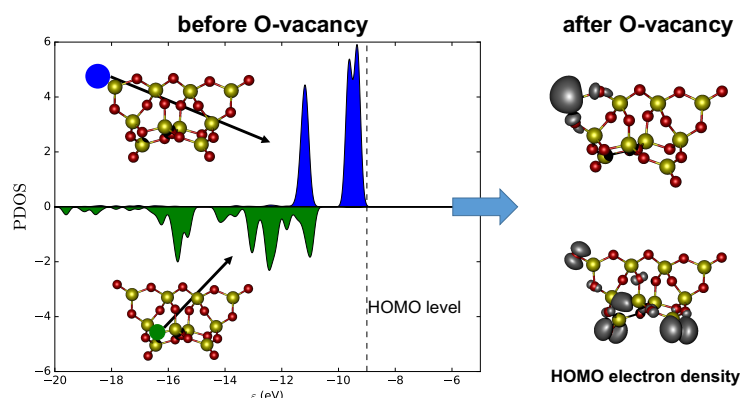 before O-vacancy
after O-vacancy
6
4
2
0
−2
−4
−6
PDOS
HOMO level
−20
−18
−16
−14
−12
−10
−8
−6
ε (eV)
HOMO electron density